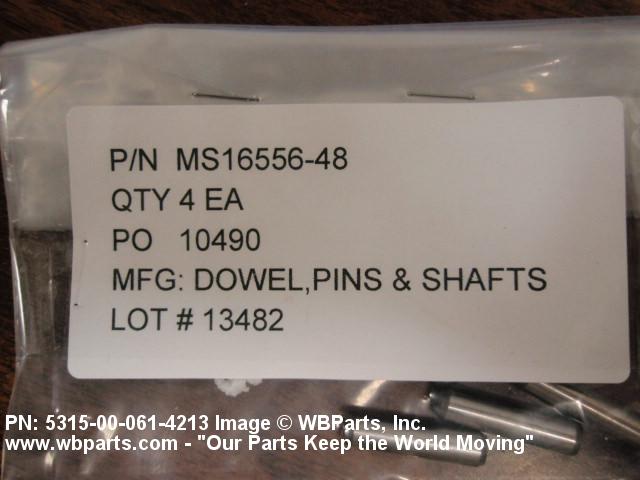 P/N MS16556-48
QTY 4 EA
PO 10490
MFG: DOWEL,PINS & SHAFTS
LOT # 13482
PN: 5315-00-061-4213 Image © WBParts, Inc.
www.wbparts.com - "Our Parts Keep the World Moving"